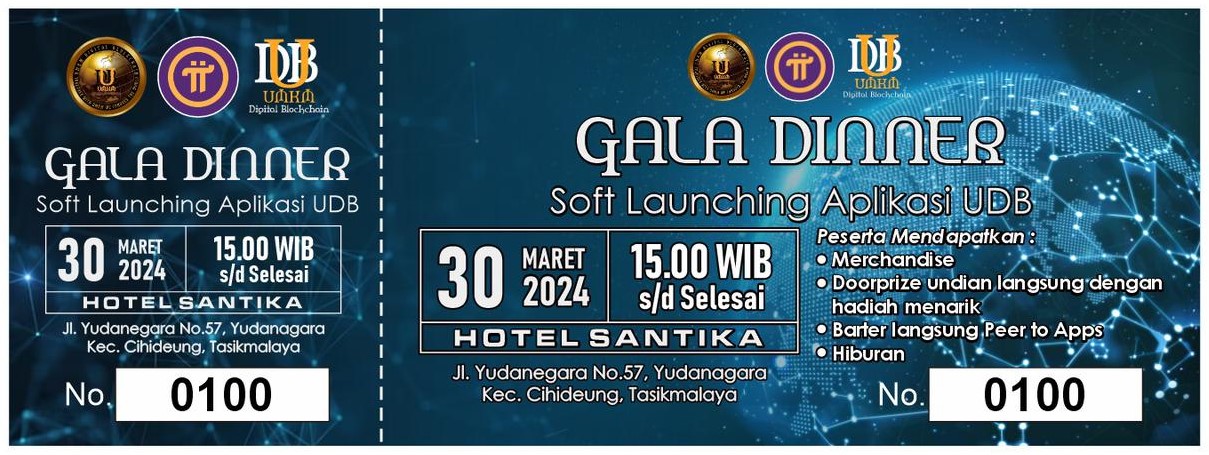 UDB
UMKM
Digital Blockchain
GALA DINNER
Soft Launching Aplikasi UDB
30 MARET 2024
15.00 WIB
s/d Selesai
HOTEL SANTIKA
Jl. Yudanegara No.57, Yudanagara
Kec. Cihideung, Tasikmalaya
No. 0100
UDB
UMKM
Digital Blockchain
GALA DINNER
Soft Launching Aplikasi UDB
30 MARET 2024
15.00 WIB
s/d Selesai
HOTEL SANTIKA
Jl. Yudanegara No.57, Yudanagara
Kec. Cihideung, Tasikmalaya
Peserta Mendapatkan :
• Merchandise
• Doorprize undian langsung dengan
hadiah menarik
• Barter langsung Peer to Apps
• Hiburan
No. 0100